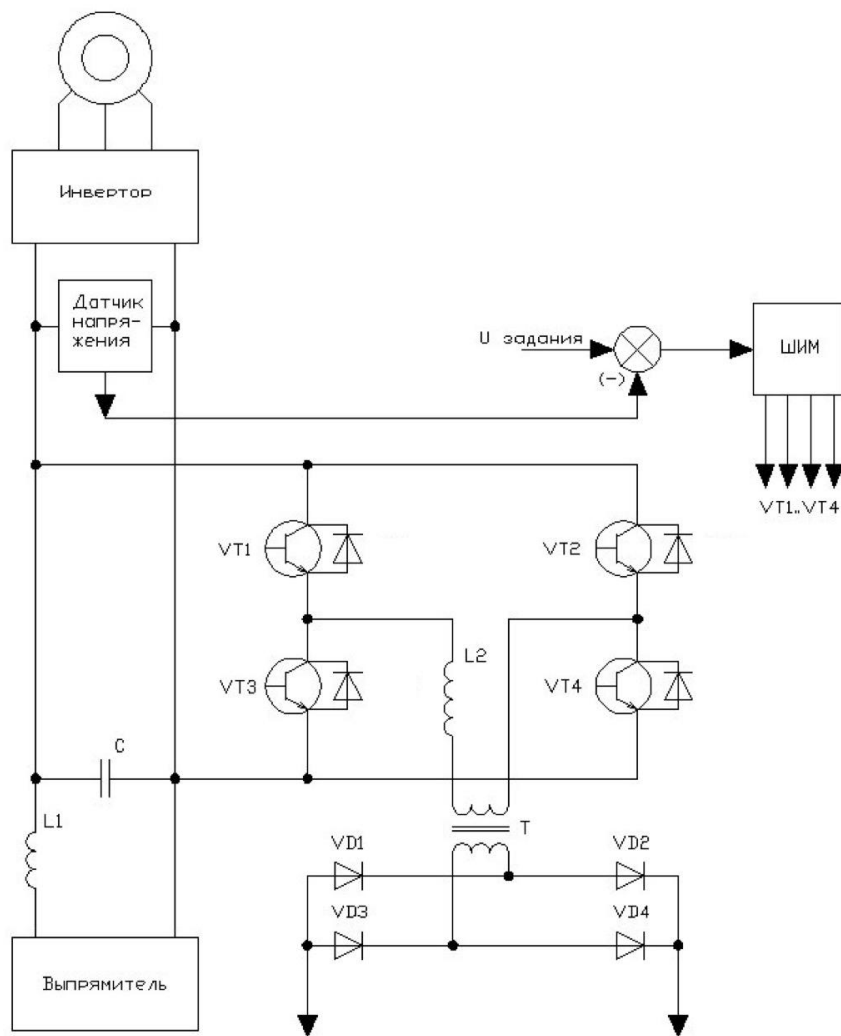 Инвертор
Датчик
напря-
жения
U задания
(-)
ШИМ
VT1..VT4
VT1
VT2
L2
VT3
VT4
C
L1
T
VD1
VD2
VD3
VD4
Выпрямитель